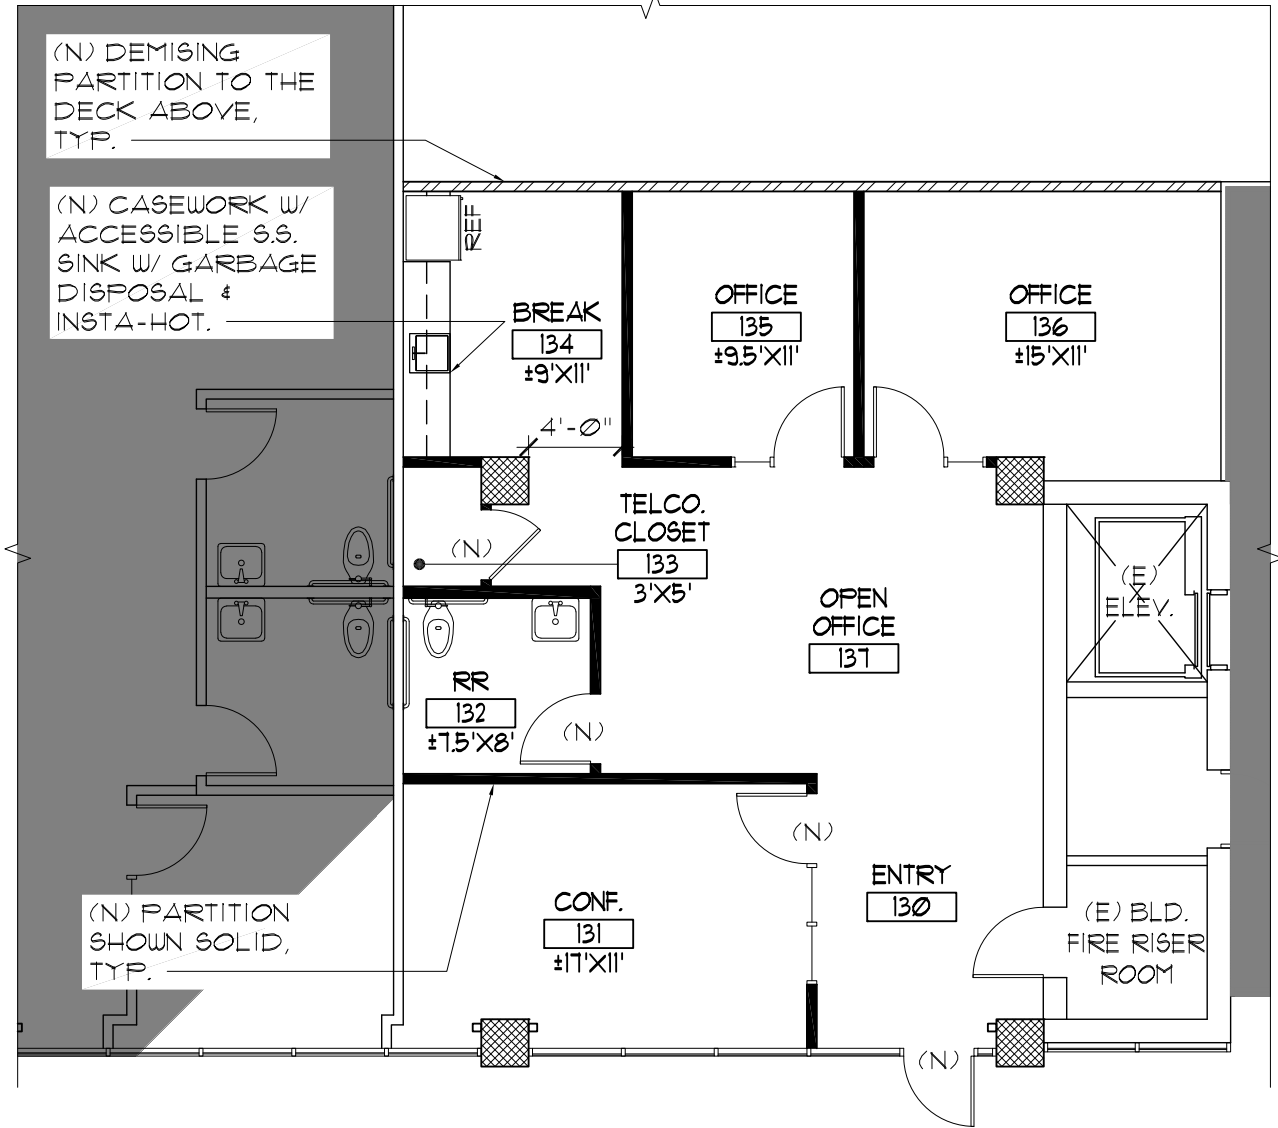 (N) DEMISING
PARTITION TO THE
DECK ABOVE,
TYP.
(N) CASEWORK W/
ACCESSIBLE S.S.
SINK W/ GARBAGE
DISPOSAL &
INSTA-HOT.
REF
BREAK
134
±9'X11'
4'-0"
OFFICE
135
±9.5'X11'
OFFICE
136
±15'X11'
TELCO.
CLOSET
133
3'X5'
(N)
OPEN
OFFICE
137
(E)
ELEV.
RR
132
±7.5'X8'
(N)
(N)
ENTRY
130
CONF.
131
±17'X11'
(N) PARTITION
SHOWN SOLID,
TYP.
(E) BLD.
FIRE RISER
ROOM
(N)